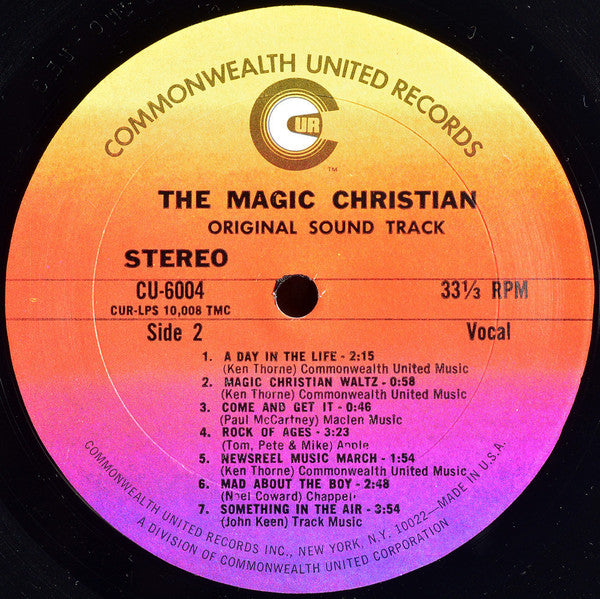 COMMONWEALTH UNITED RECORDS
CUR
TM
THE MAGIC CHRISTIAN
ORIGINAL SOUND TRACK
STEREO
CU-6004
33⅓ RPM
CUR-LPS 10,008 TMC
Side 2
Vocal
1. A DAY IN THE LIFE - 2:15
(Ken Thorne) Commonwealth United Music
2. MAGIC CHRISTIAN WALTZ - 0:58
(Ken Thorne) Commonwealth United Music
3. COME AND GET IT - 0:46
(Paul McCartney) Maclen Music
4. ROCK OF AGES - 3:23
(Tom, Pete & Mike) Apple
5. NEWSREEL MUSIC MARCH - 1:54
(Ken Thorne) Commonwealth United Music
6. MAD ABOUT THE BOY - 2:48
(Noel Coward) Chappel
7. SOMETHING IN THE AIR - 3:54
(John Keen) Track Music
COMMONWEALTH UNITED RECORDS INC., NEW YORK, N.Y. 10022—MADE IN U.S.A.
A DIVISION OF COMMONWEALTH UNITED CORPORATION